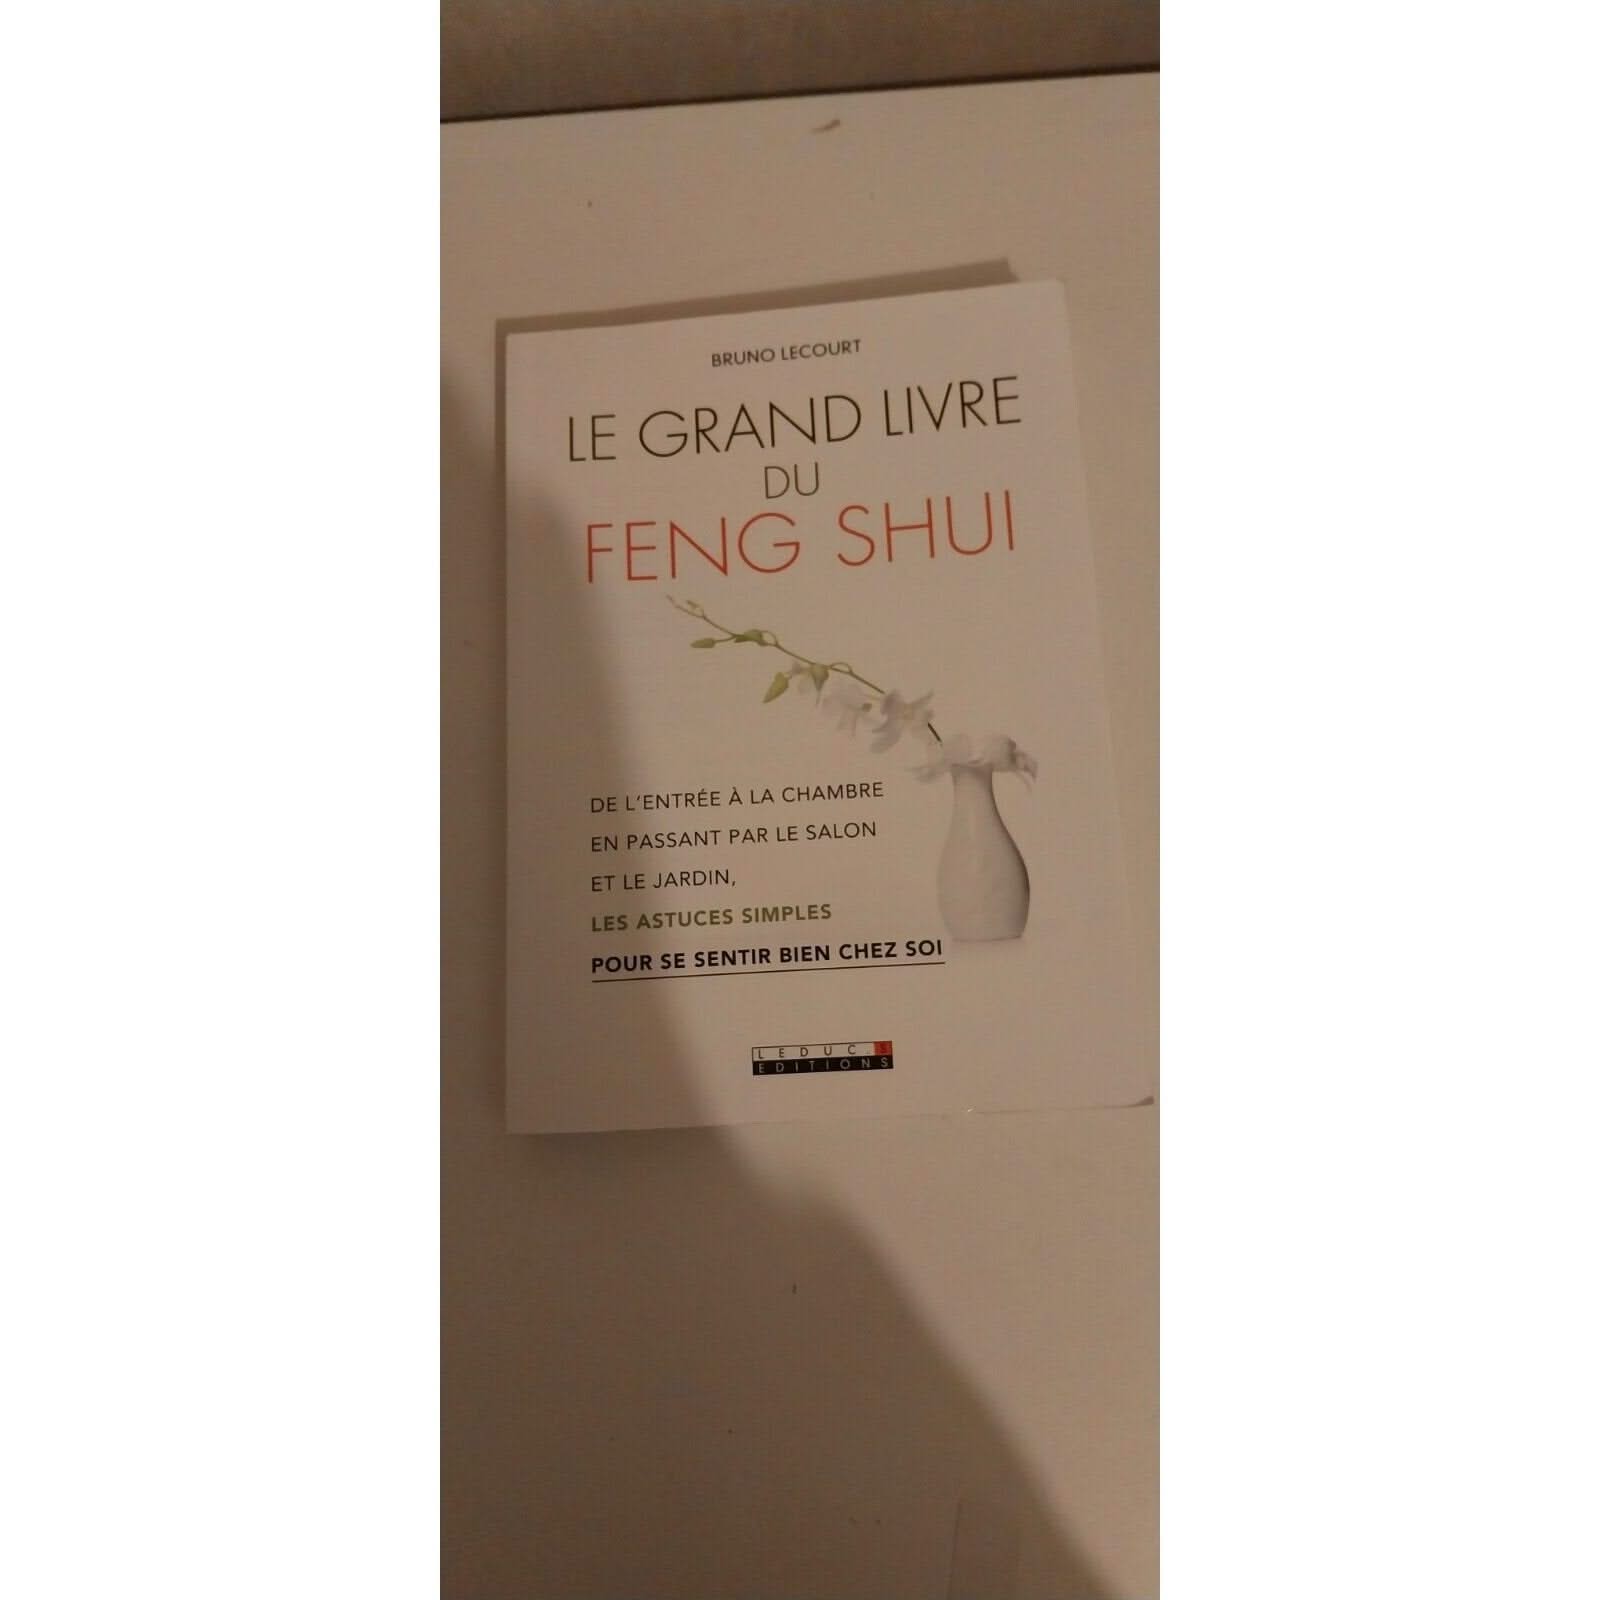 BRUNO LECOURT
LE GRAND LIVRE
DU
FENG SHUI
DE L'ENTRÉE À LA CHAMBRE
EN PASSANT PAR LE SALON
ET LE JARDIN,
LES ASTUCES SIMPLES
POUR SE SENTIR BIEN CHEZ SOI
LEDUC.S
EDITIONS